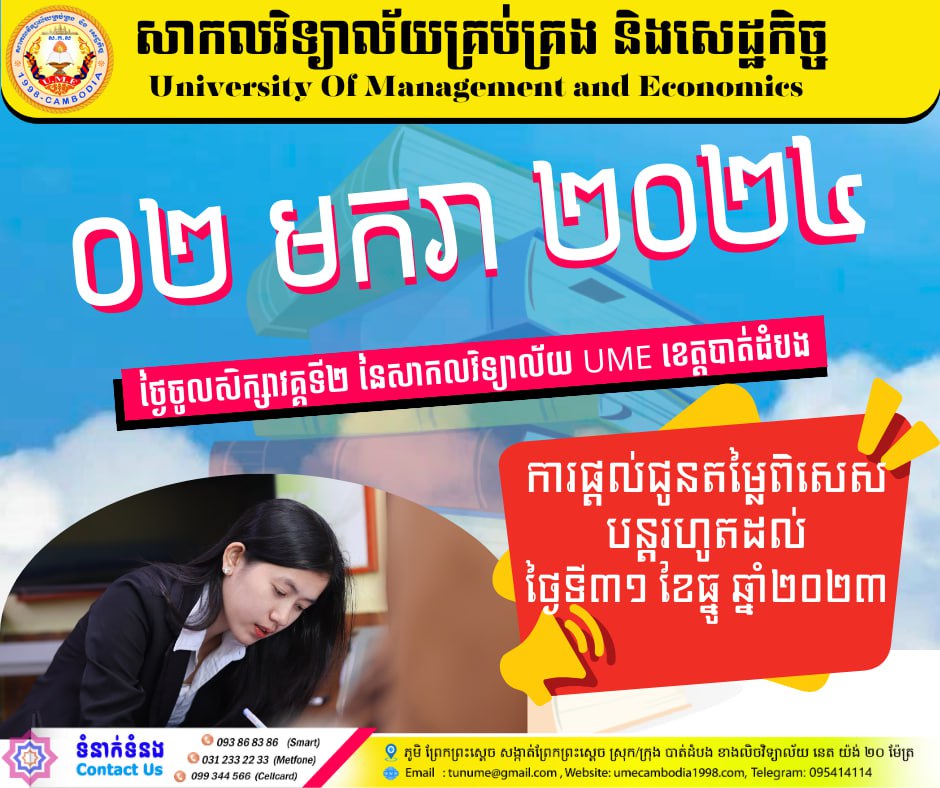 សាកលវិទ្យាល័យគ្រប់គ្រង និងសេដ្ឋកិច្ច
University Of Management and Economics
ស.ក.ស
U.M.E
1998-CAMBODIA
០២ មករា ២០២៤
ថ្ងៃចូលសិក្សាវគ្គទី២ នៃសាកលវិទ្យាល័យ UME ខេត្តបាត់ដំបង
ការផ្តល់ជូនតម្លៃពិសេស
បន្តរហូតដល់
ថ្ងៃទី៣១ ខែធ្នូ ឆ្នាំ២០២៣
ទំនាក់ទំនង
Contact Us
093 86 83 86 (Smart)
031 233 22 33 (Metfone)
099 344 566 (Cellcard)
ភូមិ ព្រែកព្រះស្តេច សង្កាត់ព្រែកព្រះស្តេច ស្រុក/ក្រុង បាត់ដំបង ខាងលិចវិទ្យាល័យ នេត យ៉ង់ ២០ ម៉ែត្រ
Email : tunume@gmail.com , Website: umecambodia1998.com, Telegram: 095414114